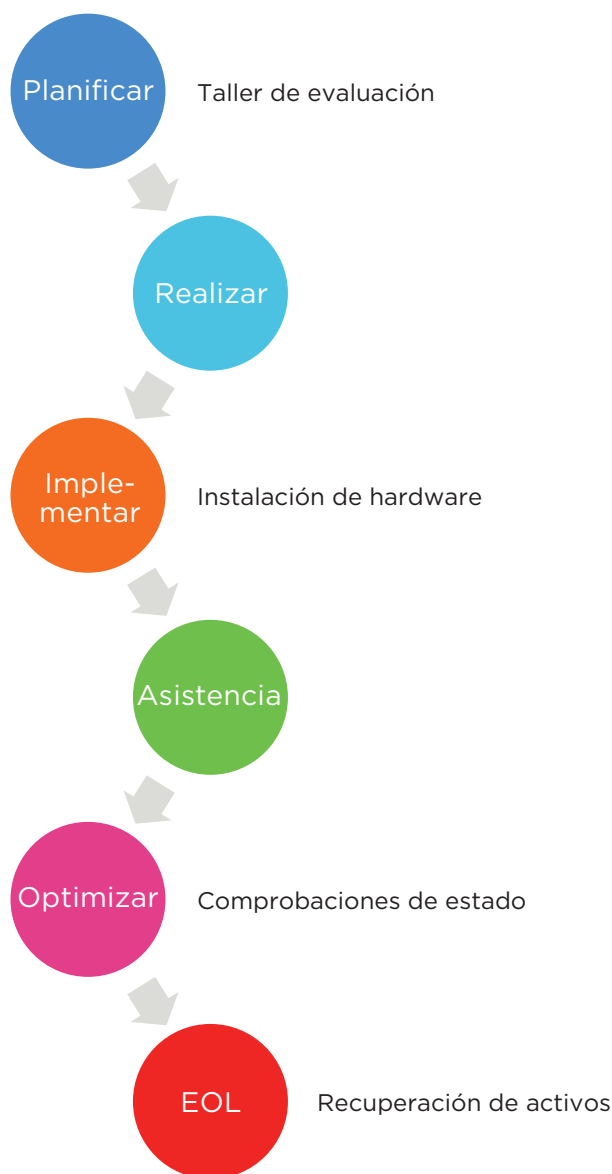 Planificar
Taller de evaluación
Realizar
Imple-
mentar
Instalación de hardware
Asistencia
Optimizar
Comprobaciones de estado
EOL
Recuperación de activos